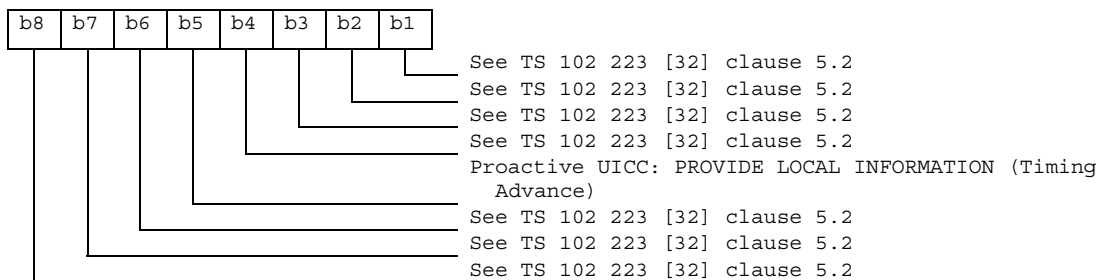 b8 b7 b6 b5 b4 b3 b2 b1
See TS 102 223 [32] clause 5.2
See TS 102 223 [32] clause 5.2
See TS 102 223 [32] clause 5.2
See TS 102 223 [32] clause 5.2
Proactive UICC: PROVIDE LOCAL INFORMATION (Timing
Advance)
See TS 102 223 [32] clause 5.2
See TS 102 223 [32] clause 5.2
See TS 102 223 [32] clause 5.2